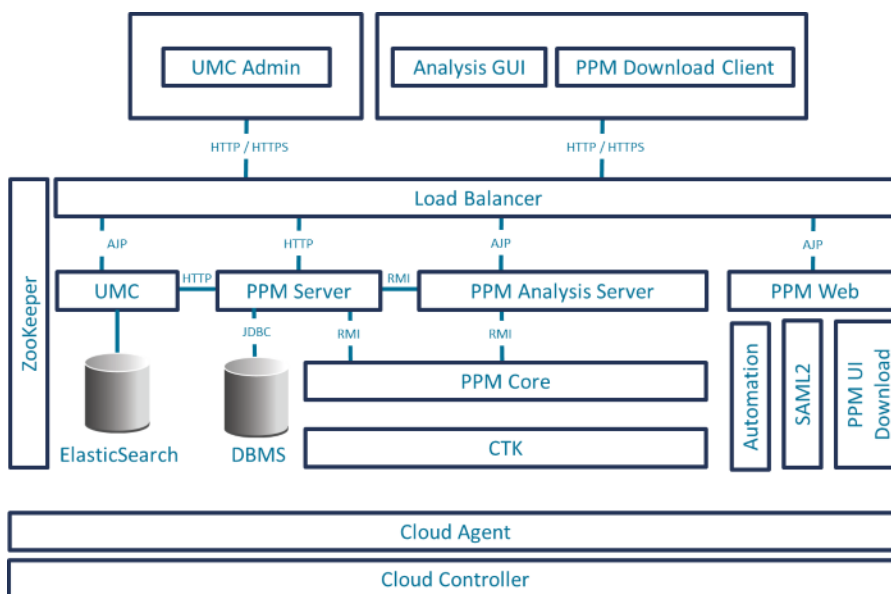 UMC Admin
Analysis GUI
PPM Download Client
HTTP / HTTPS
HTTP / HTTPS
ZooKeeper
Load Balancer
AJP
HTTP
AJP
AJP
UMC
HTTP
PPM Server
RMI
PPM Analysis Server
PPM Web
JDBC
RMI
RMI
ElasticSearch
DBMS
PPM Core
CTK
Automation
SAML2
PPM UI
Download
Cloud Agent
Cloud Controller